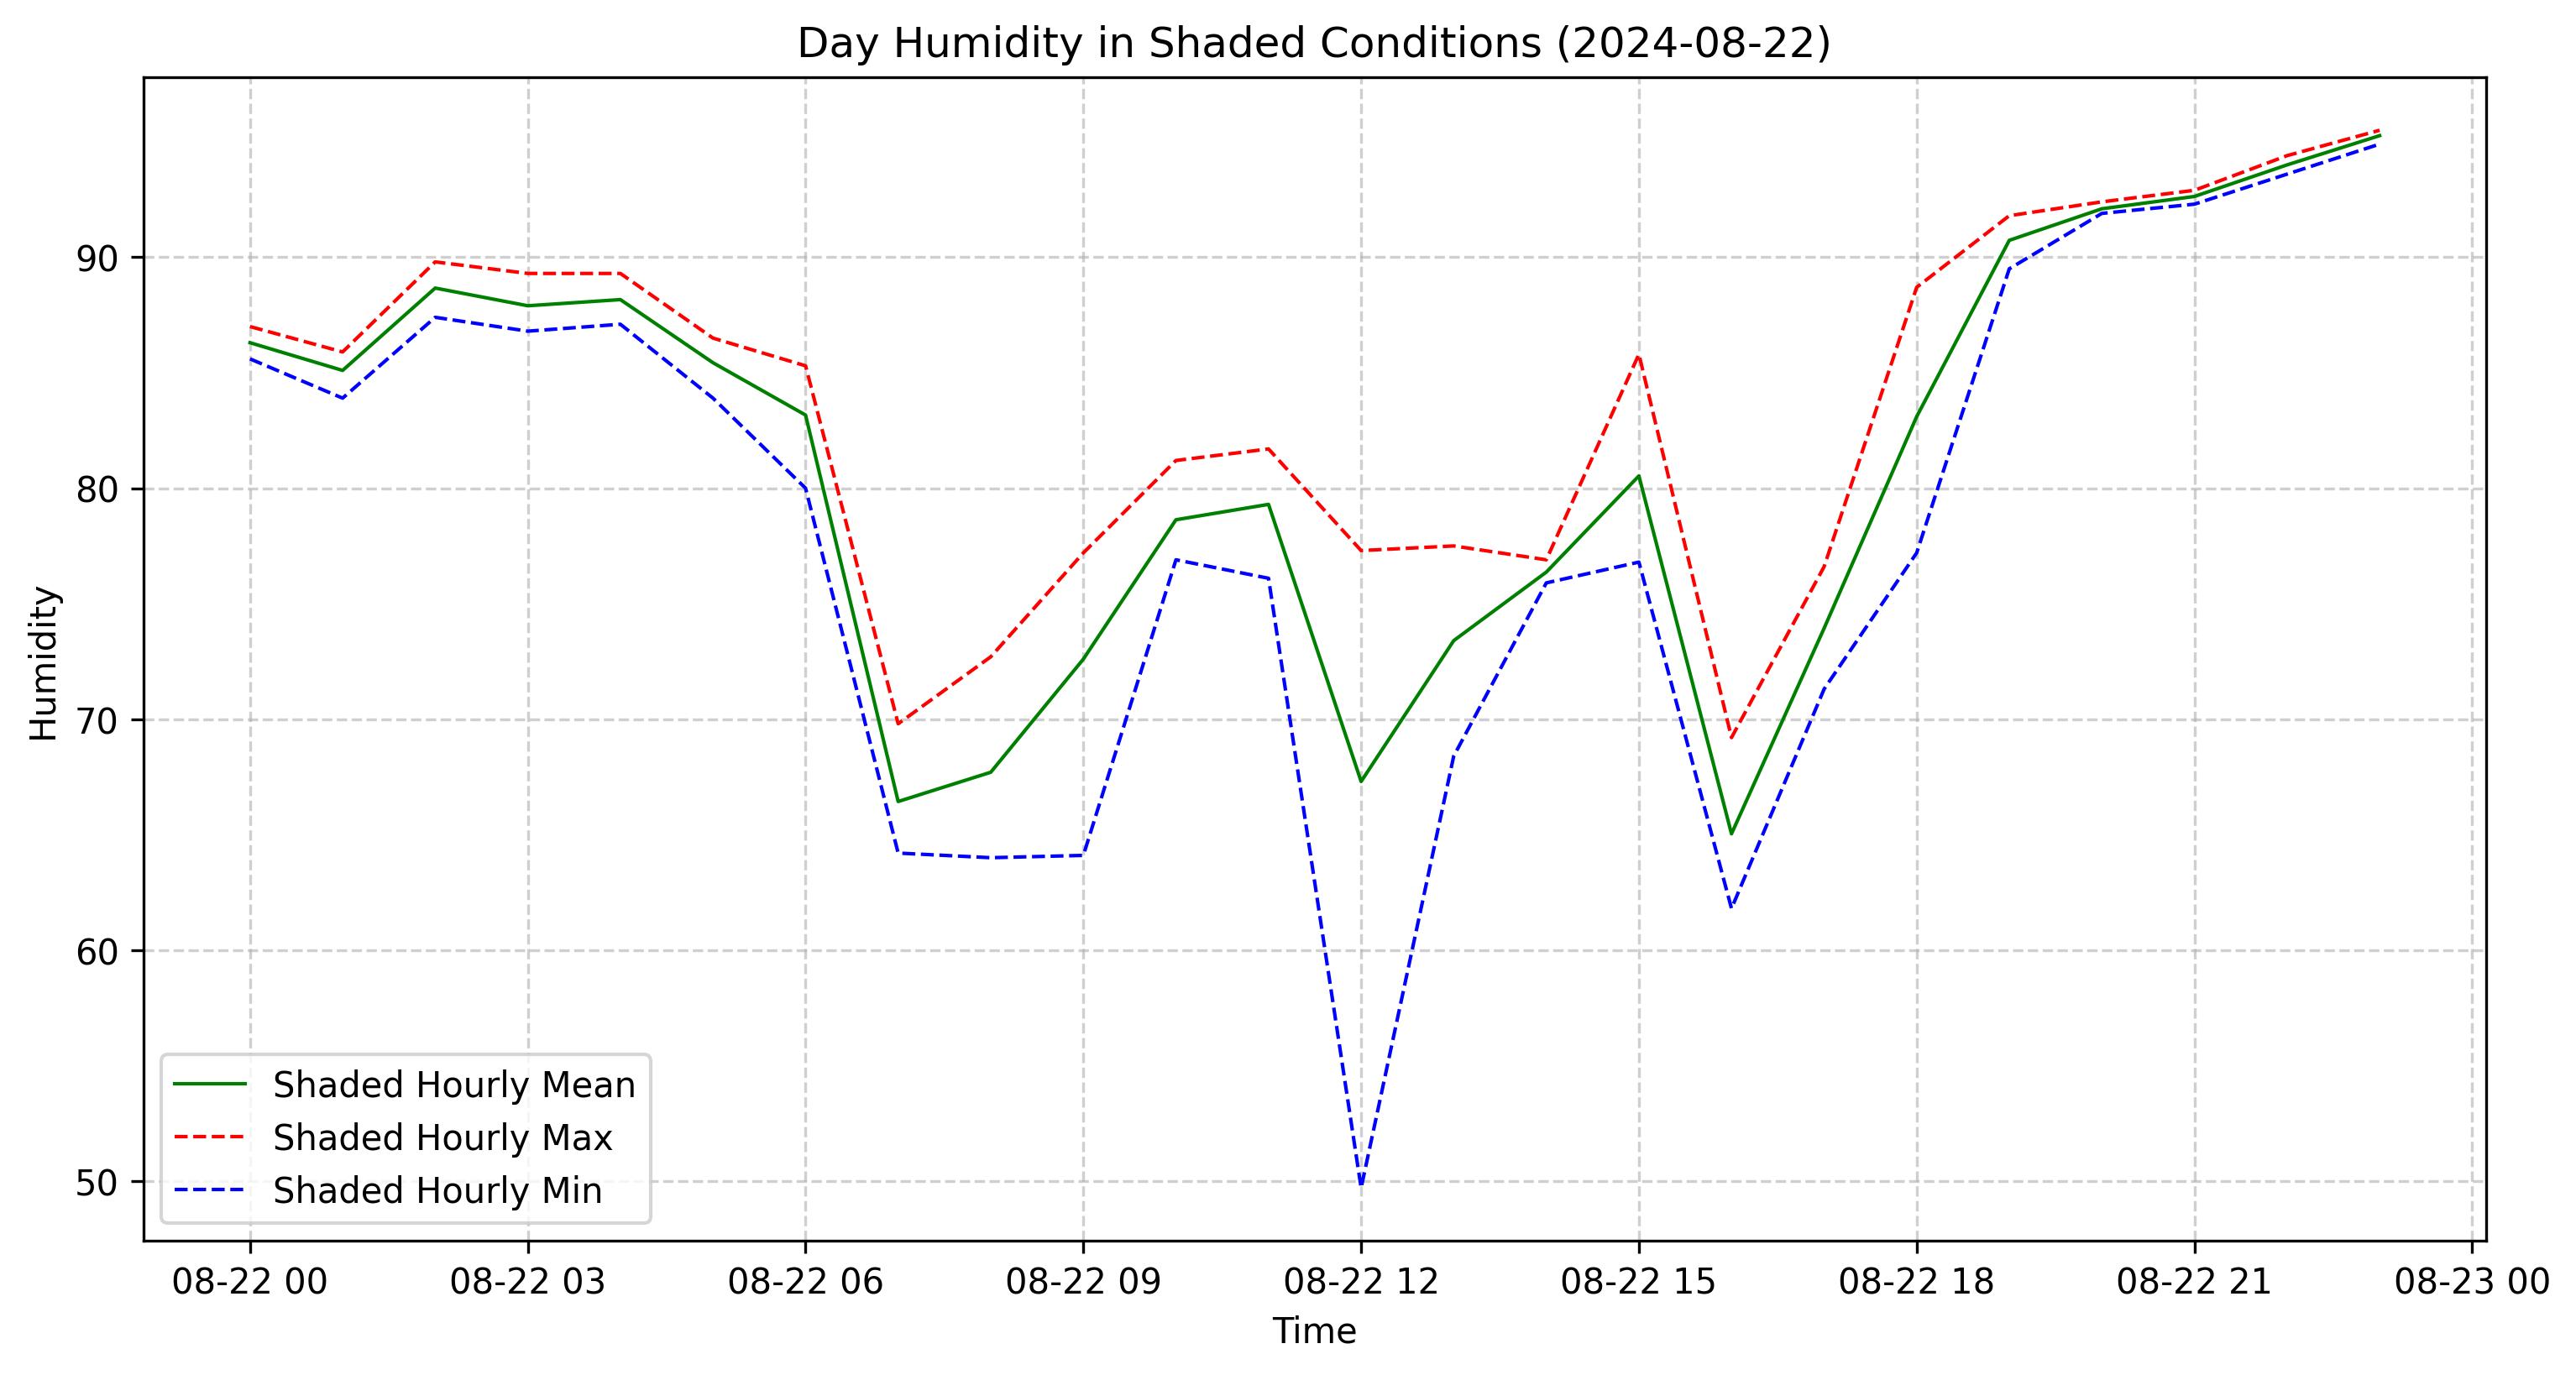 Day Humidity in Shaded Conditions (2024-08-22)
Humidity
90
80
70
60
50
Shaded Hourly Mean
Shaded Hourly Max
Shaded Hourly Min
08-22 00 08-22 03 08-22 06 08-22 09 08-22 12 08-22 15 08-22 18 08-22 21 08-23 00
Time